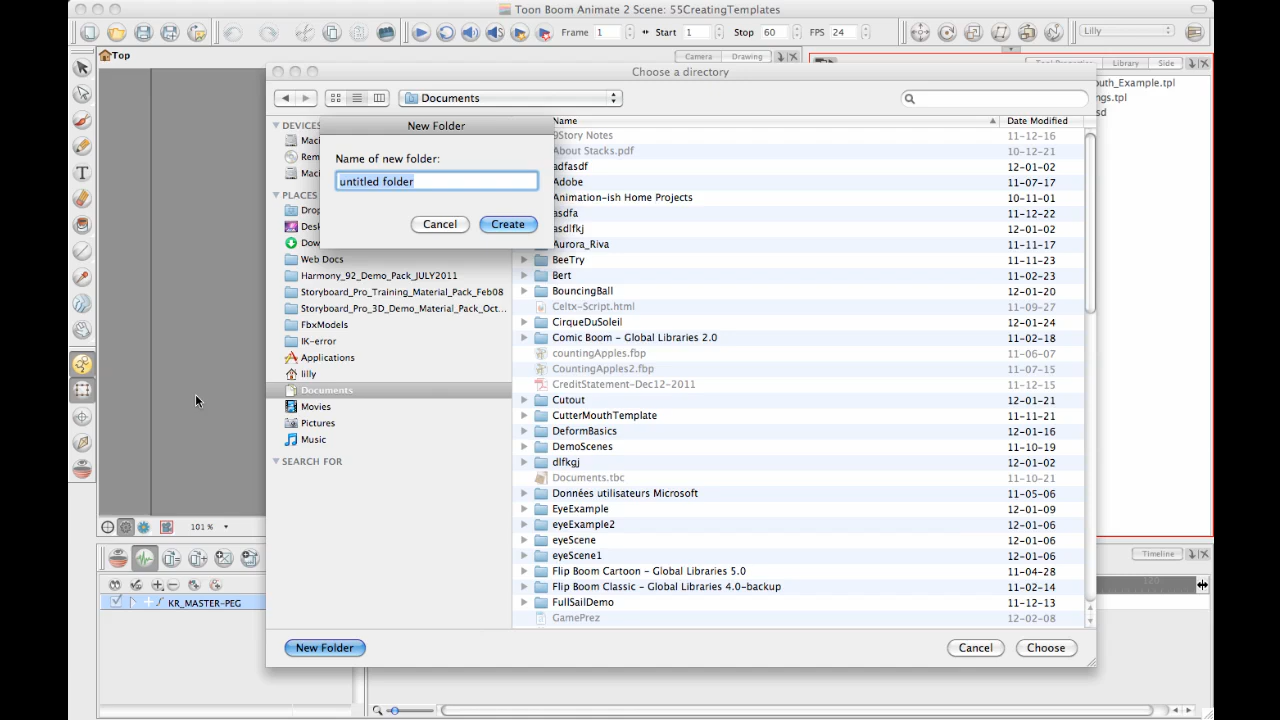 Toon Boom Animate 2 Scene: 55CreatingTemplates
Frame 1 Start 1 Stop 60 FPS 24 Lilly
Top Camera Drawing
Library Side
Choose a directory
Documents
DEVICES
Name Date Modified
New Folder
Name of new folder:
untitled folder
Cancel Create
PLACES
Web Docs
Harmony_92_Demo_Pack_JULY2011
Storyboard_Pro_Training_Material_Pack_Feb08
Storyboard_Pro_3D_Demo_Material_Pack_Oct...
FbxModels
IK-error
Applications
lilly
Documents
Movies
Pictures
Music
SEARCH FOR
9Story Notes 11-12-16
About Stacks.pdf 10-12-21
adfasdf 12-01-02
Adobe 11-07-17
Animation-ish Home Projects 10-11-01
asdfa 11-12-22
asdlfkj 12-01-02
Aurora_Riva 11-11-17
BeeTry 11-11-23
Bert 11-02-23
BouncingBall 12-01-20
Celtx-Script.html 11-09-27
CirqueDuSoleil 12-01-24
Comic Boom – Global Libraries 2.0 11-02-18
countingApples.fbp 11-06-07
CountingApples2.fbp 11-07-15
CreditStatement-Dec12-2011 11-12-15
Cutout 12-01-21
CutterMouthTemplate 11-11-21
DeformBasics 12-01-16
DemoScenes 11-10-19
dlfkgj 12-01-02
Documents.tbc 11-10-21
Données utilisateurs Microsoft 11-05-06
EyeExample 12-01-09
eyeExample2 12-01-06
eyeScene 12-01-06
eyeScene1 12-01-06
Flip Boom Cartoon – Global Libraries 5.0 11-04-28
Flip Boom Classic – Global Libraries 4.0-backup 11-02-14
FullSailDemo 11-12-13
GamePrez 12-02-08
New Folder Cancel Choose
uth_Example.tpl
ngs.tpl
101 %
Timeline
120
KR_MASTER-PEG